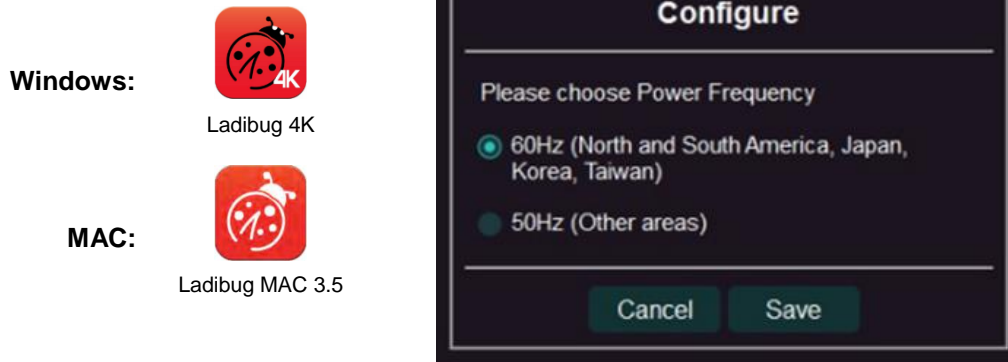 Windows:
4K
Ladibug 4K
MAC:
Ladibug MAC 3.5
Configure
Please choose Power Frequency
60Hz (North and South America, Japan,
Korea, Taiwan)
50Hz (Other areas)
Cancel Save